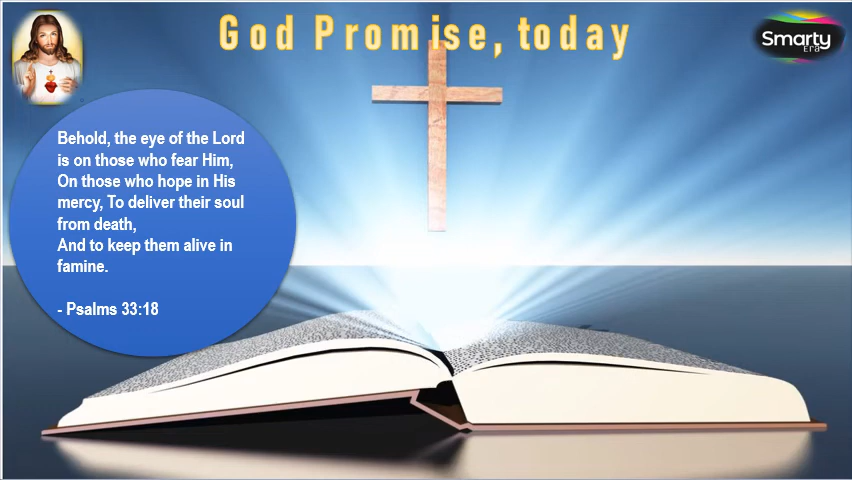 God Promise, today
Smarty
Era
Behold, the eye of the Lord
is on those who fear Him,
On those who hope in His
mercy, To deliver their soul
from death,
And to keep them alive in
famine.
- Psalms 33:18